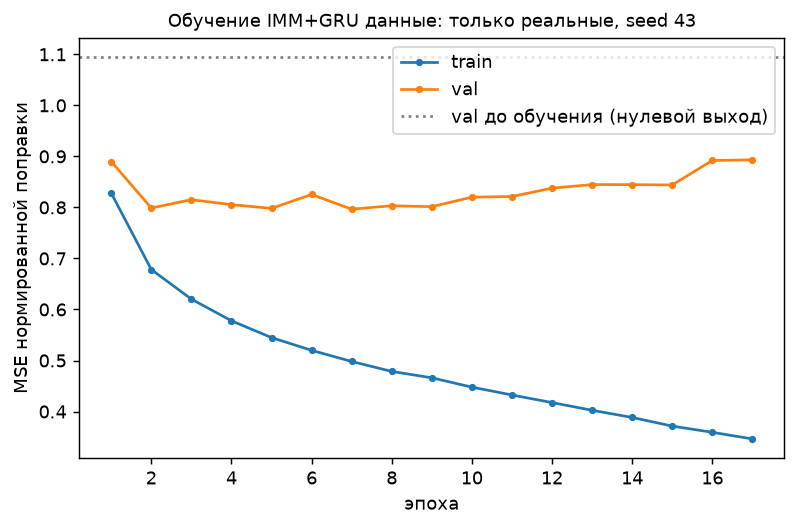 Обучение IMM+GRU данные: только реальные, seed 43
MSE нормированной поправки
1.1
1.0
0.9
0.8
0.7
0.6
0.5
0.4
train
val
val до обучения (нулевой выход)
2 4 6 8 10 12 14 16
эпоха